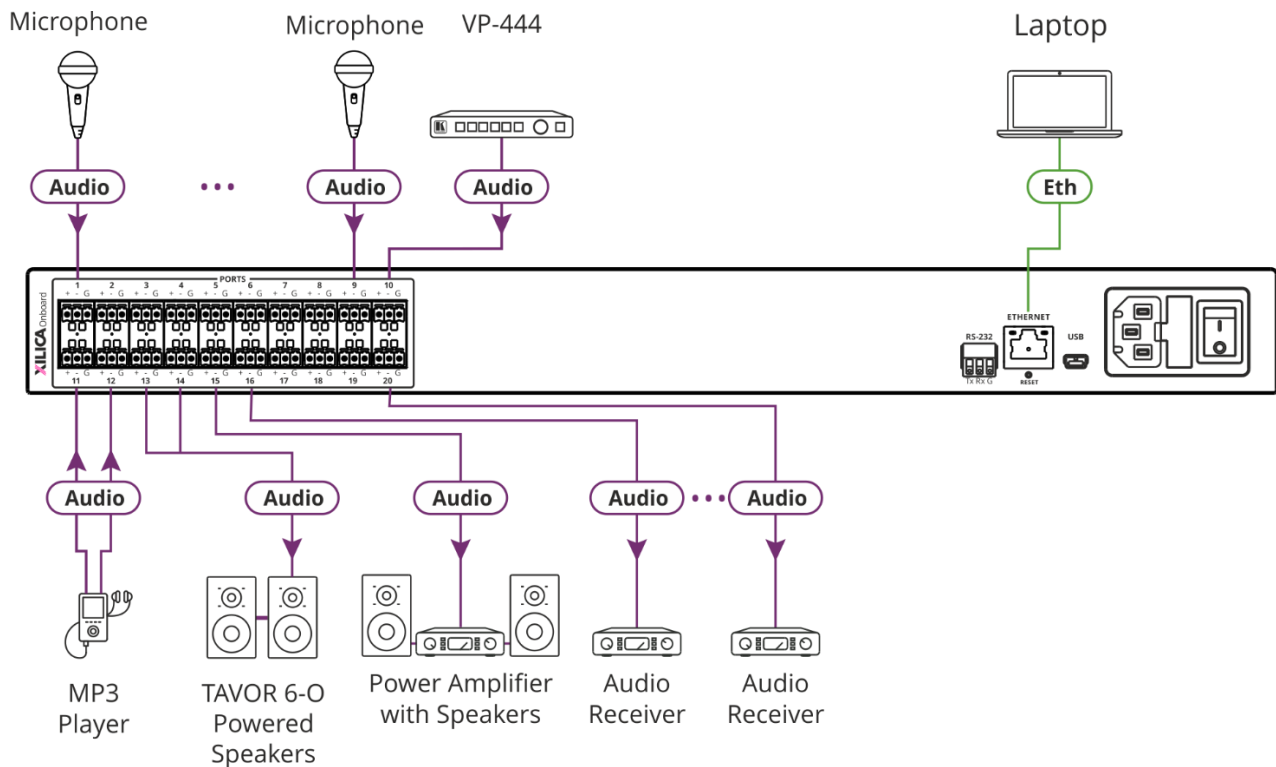 Microphone
Microphone
VP-444
Laptop
Audio
Audio
Audio
Eth
PORTS
1 2 3 4 5 6 7 8 9 10
+ - G + - G + - G + - G + - G + - G + - G + - G + - G + - G
XILICA Onboard
ETHERNET
RS-232
USB
Tx Rx G
RESET
+ - G + - G + - G + - G + - G + - G + - G + - G + - G + - G
11 12 13 14 15 16 17 18 19 20
Audio
Audio
Audio
Audio
Audio
MP3
Player
TAVOR 6-O
Powered
Speakers
Power Amplifier
with Speakers
Audio
Receiver
Audio
Receiver